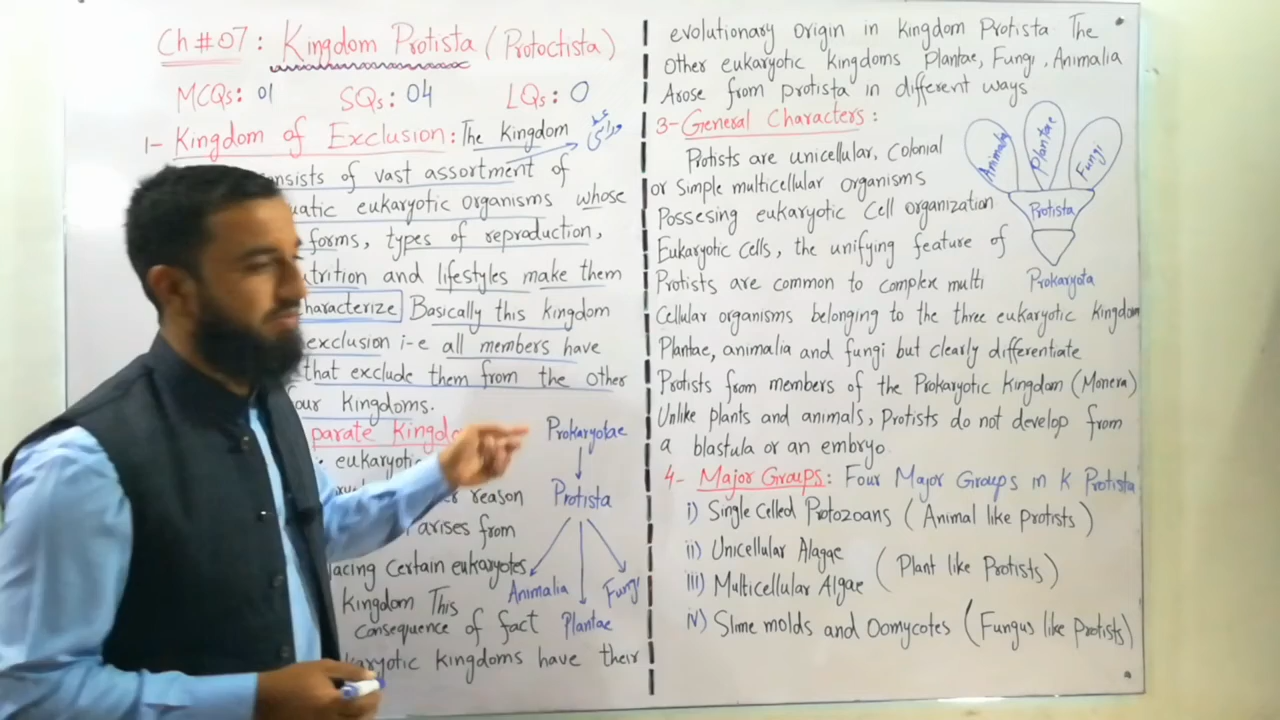 Ch # 07 : Kingdom Protista (Protoctista)
MCQs: 01 SQs: 04 LQs: 0
1- Kingdom of Exclusion: The kingdom
consists of vast assortment of
uatic eukaryotic organisms whose
forms, types of reproduction,
utrition and lifestyles make them
haracterize Basically this kingdom
exclusion i-e all members have
that exclude them from the other
our kingdoms.
parate Kingdo
eukaryotic
reason
arises from
lacing Certain eukaryotes
kingdom This
consequence of fact
karyotic kingdoms have their
Prokaryotae
Protista
Animalia
Plantae
Fungi
evolutionary origin in kingdom Protista The
Other eukaryotic kingdoms Plantae, Fungi, Animalia
Arose from protista in different ways
3- General Characters :
Protists are unicellular, Colonial
or Simple multicellular organisms
Possesing eukaryotic Cell organization
Eukaryotic cells, the unifying feature of
Protists are common to complex multi
Cellular organisms belonging to the three eukaryotic kingdom
Plantae, animalia and fungi but clearly differentiate
Protists from members of the Prokaryotic Kingdom (Monera)
Unlike plants and animals, Protists do not develop from
a blastula or an embryo.
Animalia
Plantae
Fungi
Protista
Prokaryota
4- Major Groups: Four Major Groups in K Protista
i) Single Celled Protozoans (Animal like protists)
ii) Unicellular Alagae
iii) Multicellular Algae
(Plant like Protists)
iv) Slime molds and Oomycotes (Fungus like Protists)